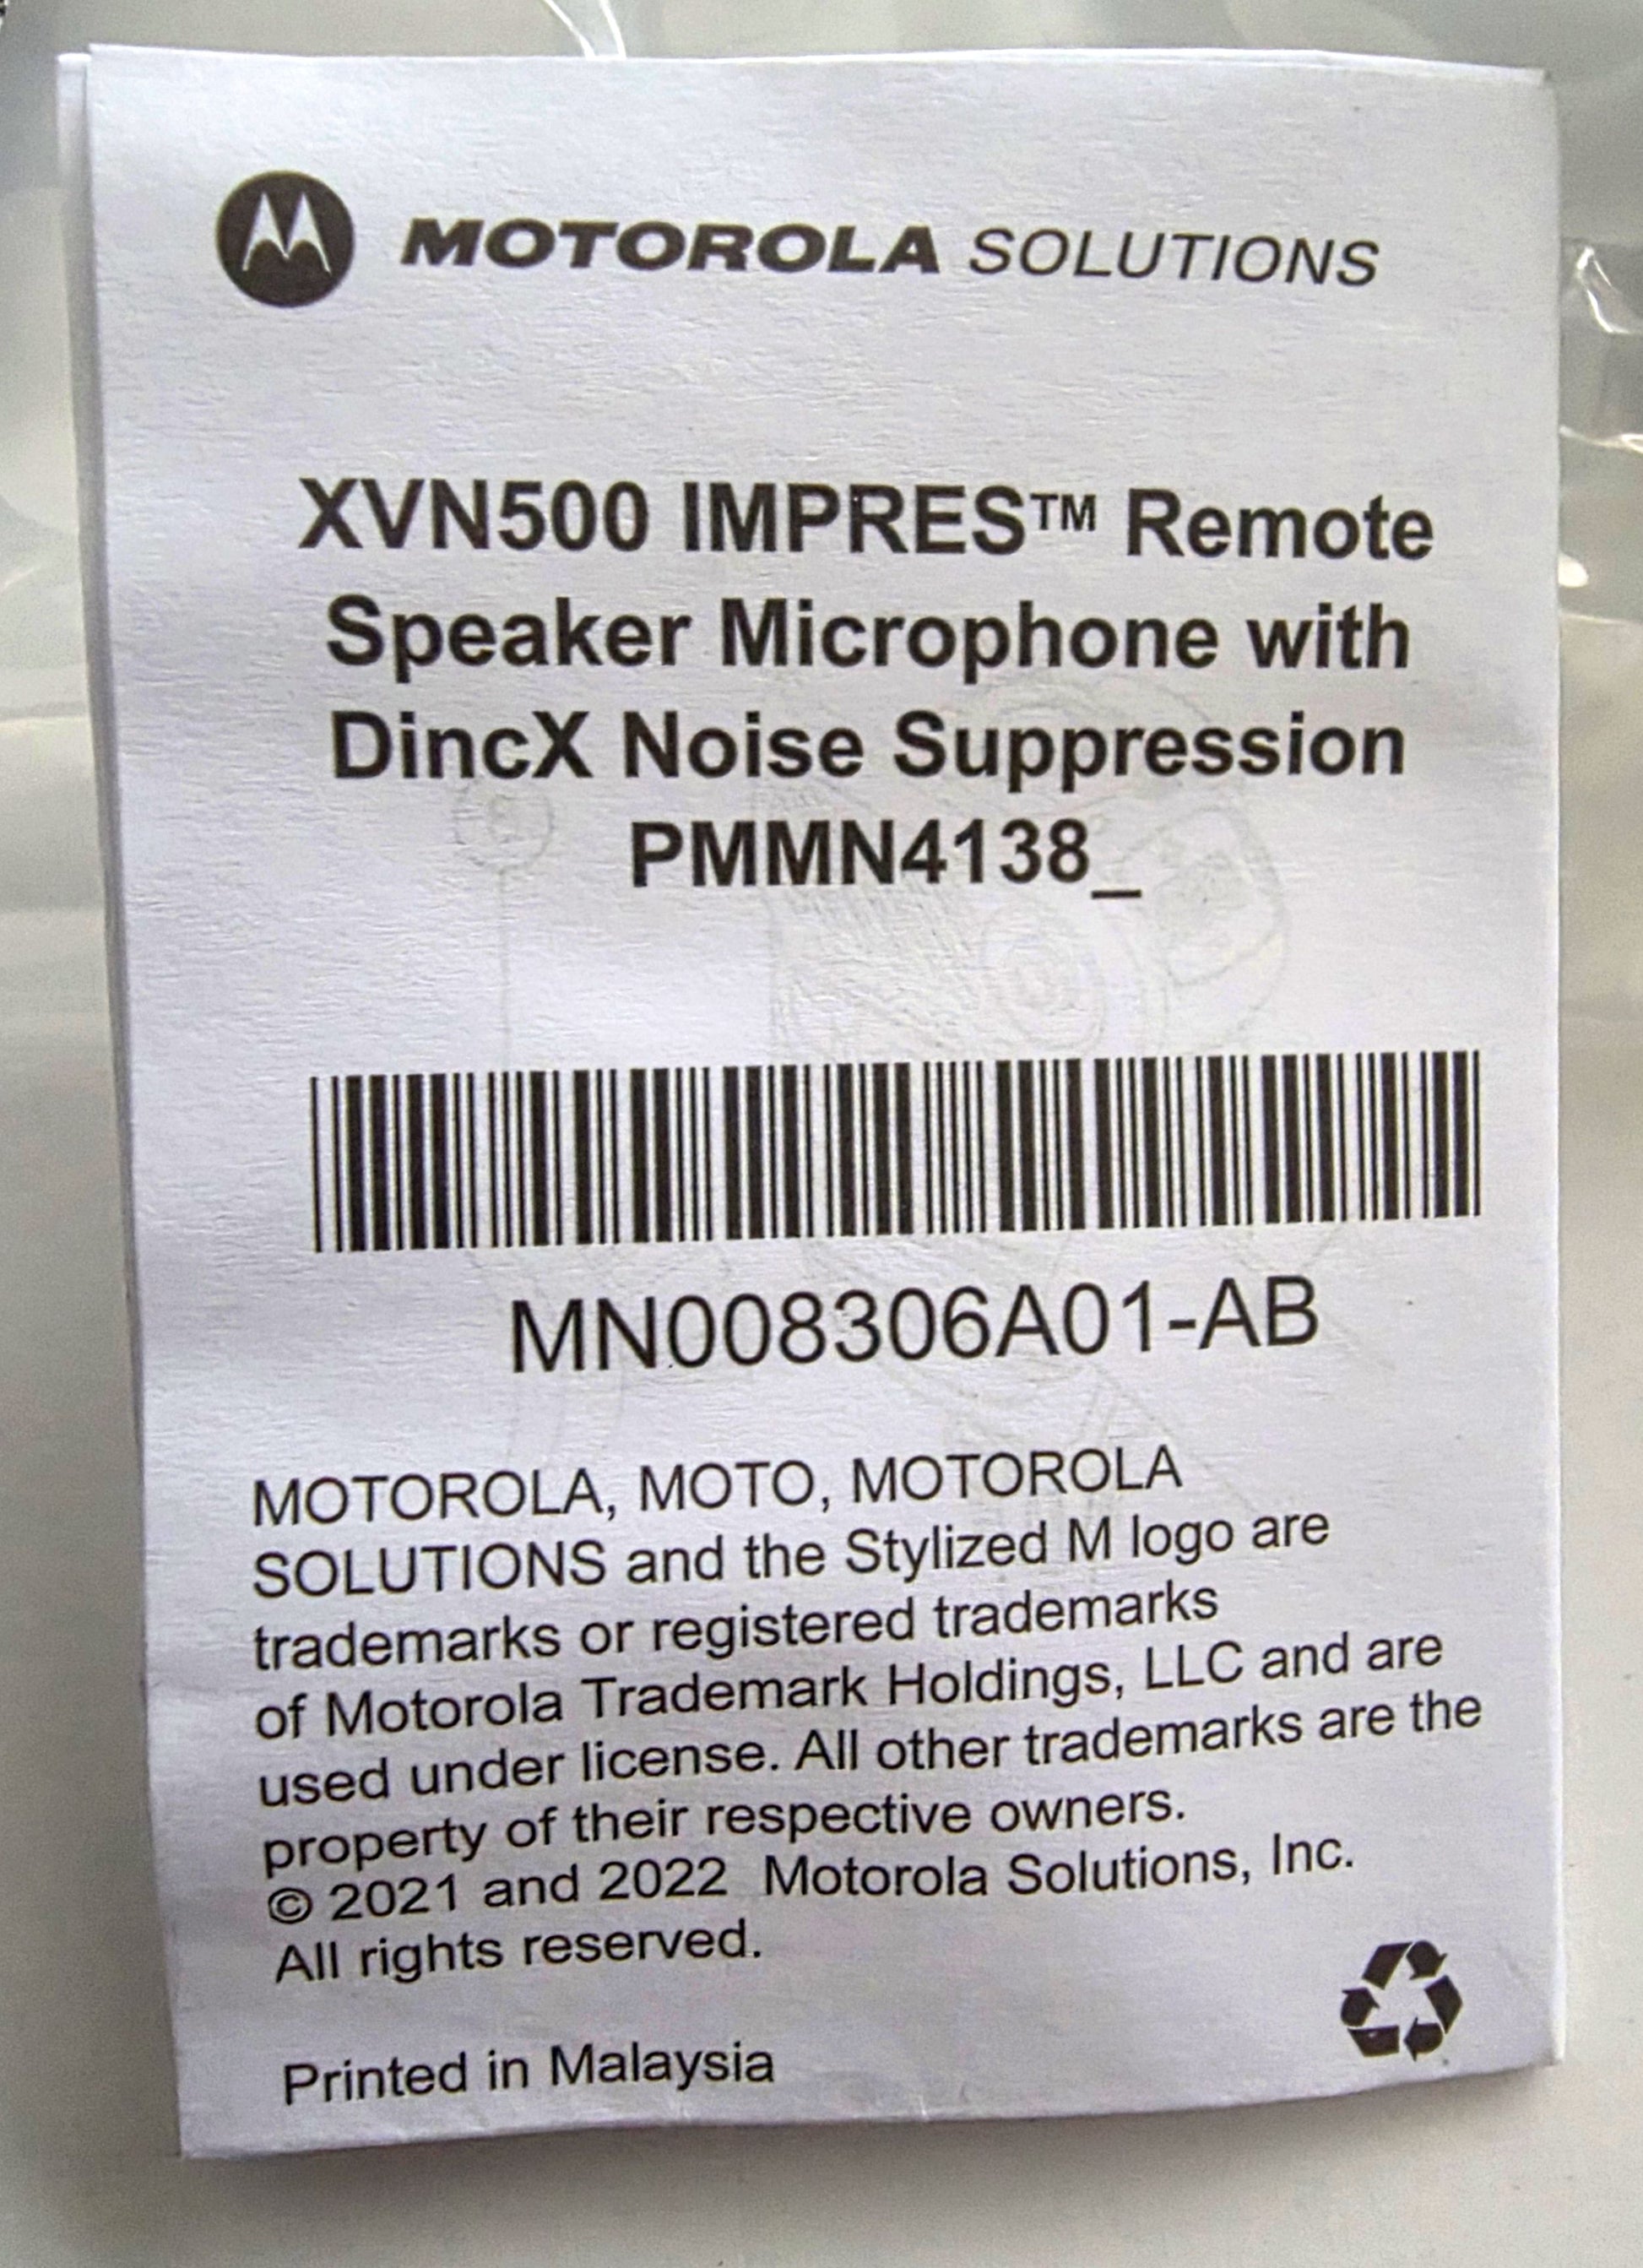 MOTOROLA SOLUTIONS
XVN500 IMPRES™ Remote
Speaker Microphone with
DincX Noise Suppression
PMMN4138_
MN008306A01-AB
MOTOROLA, MOTO, MOTOROLA
SOLUTIONS and the Stylized M logo are
trademarks or registered trademarks
of Motorola Trademark Holdings, LLC and are
used under license. All other trademarks are the
property of their respective owners.
© 2021 and 2022 Motorola Solutions, Inc.
All rights reserved.
Printed in Malaysia